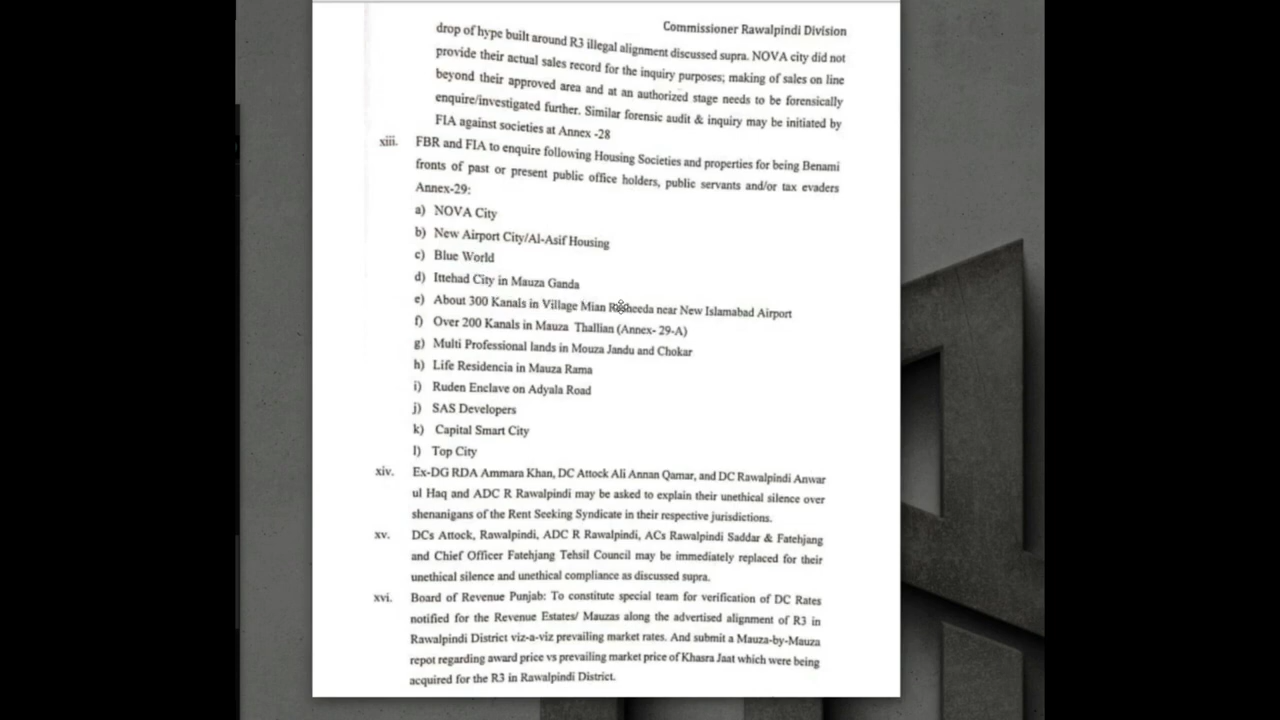 Commissioner Rawalpindi Division
drop of hype built around R3 illegal alignment discussed supra. NOVA city did not
provide their actual sales record for the inquiry purposes; making of sales on line
beyond their approved area and at an authorized stage needs to be forensically
enquire/investigated further. Similar forensic audit & inquiry may be initiated by
FIA against societies at Annex -28
xiii. FBR and FIA to enquire following Housing Societies and properties for being Benami
fronts of past or present public office holders, public servants and/or tax evaders
Annex-29:
a) NOVA City
b) New Airport City/Al-Asif Housing
c) Blue World
d) Ittehad City in Mauza Ganda
e) About 300 Kanals in Village Mian near New Islamabad Airport
f) Over 200 Kanals in Mauza Thallian (Annex- 29-A)
g) Multi Professional lands in Mouza Jandu and Chokar
h) Life Residencia in Mauza Rama
i) Ruden Enclave on Adyala Road
j) SAS Developers
k) Capital Smart City
l) Top City
xiv. Ex-DG RDA Ammara Khan, DC Attock Ali Annan Qamar, and DC Rawalpindi Anwar
ul Haq and ADC R Rawalpindi may be asked to explain their unethical silence over
shenanigans of the Rent Seeking Syndicate in their respective jurisdictions.
xv. DCs Attock, Rawalpindi, ADC R Rawalpindi, ACs Rawalpindi Saddar & Fatehjang
and Chief Officer Fatehjang Tehsil Council may be immediately replaced for their
unethical silence and unethical compliance as discussed supra.
xvi. Board of Revenue Punjab: To constitute special team for verification of DC Rates
notified for the Revenue Estates/ Mauzas along the advertised alignment of R3 in
Rawalpindi District viz-a-viz prevailing market rates. And submit a Mauza-by-Mauza
repot regarding award price vs prevailing market price of Khasra Jaat which were being
acquired for the R3 in Rawalpindi District.